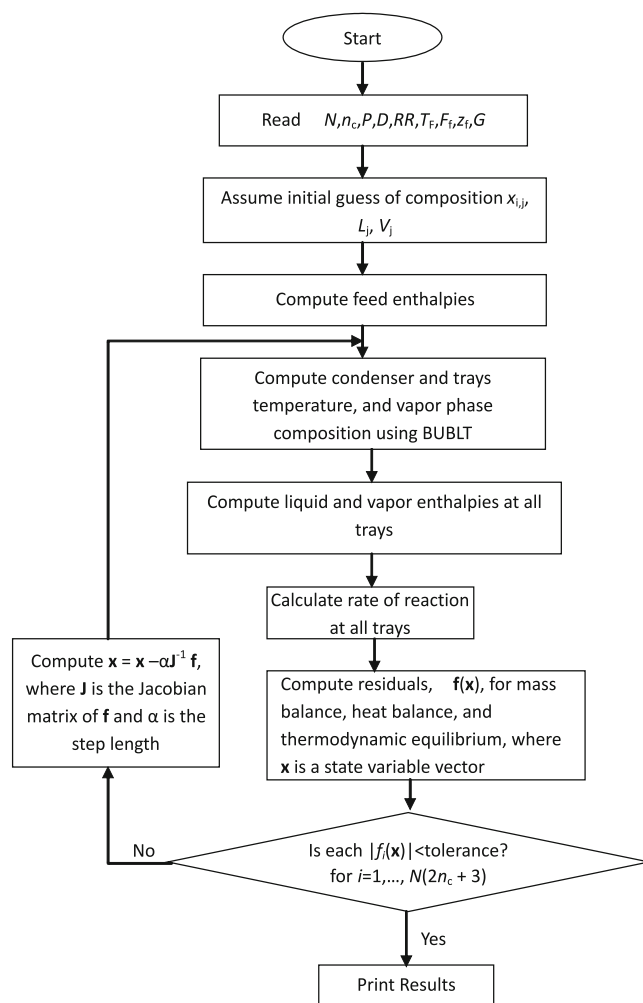 Start
Read N,nc,P,D,RR,TF,Ff,zf,G
Assume initial guess of composition xi,j,
Lj, Vj
Compute feed enthalpies
Compute condenser and trays
temperature, and vapor phase
composition using BUBLT
Compute liquid and vapor enthalpies at all
trays
Calculate rate of reaction
at all trays
Compute x = x −αJ-1 f,
where J is the Jacobian
matrix of f and α is the
step length
Compute residuals, f(x), for mass
balance, heat balance, and
thermodynamic equilibrium, where
x is a state variable vector
No
Is each |fi(x)|<tolerance?
for i=1,..., N(2nc + 3)
Yes
Print Results